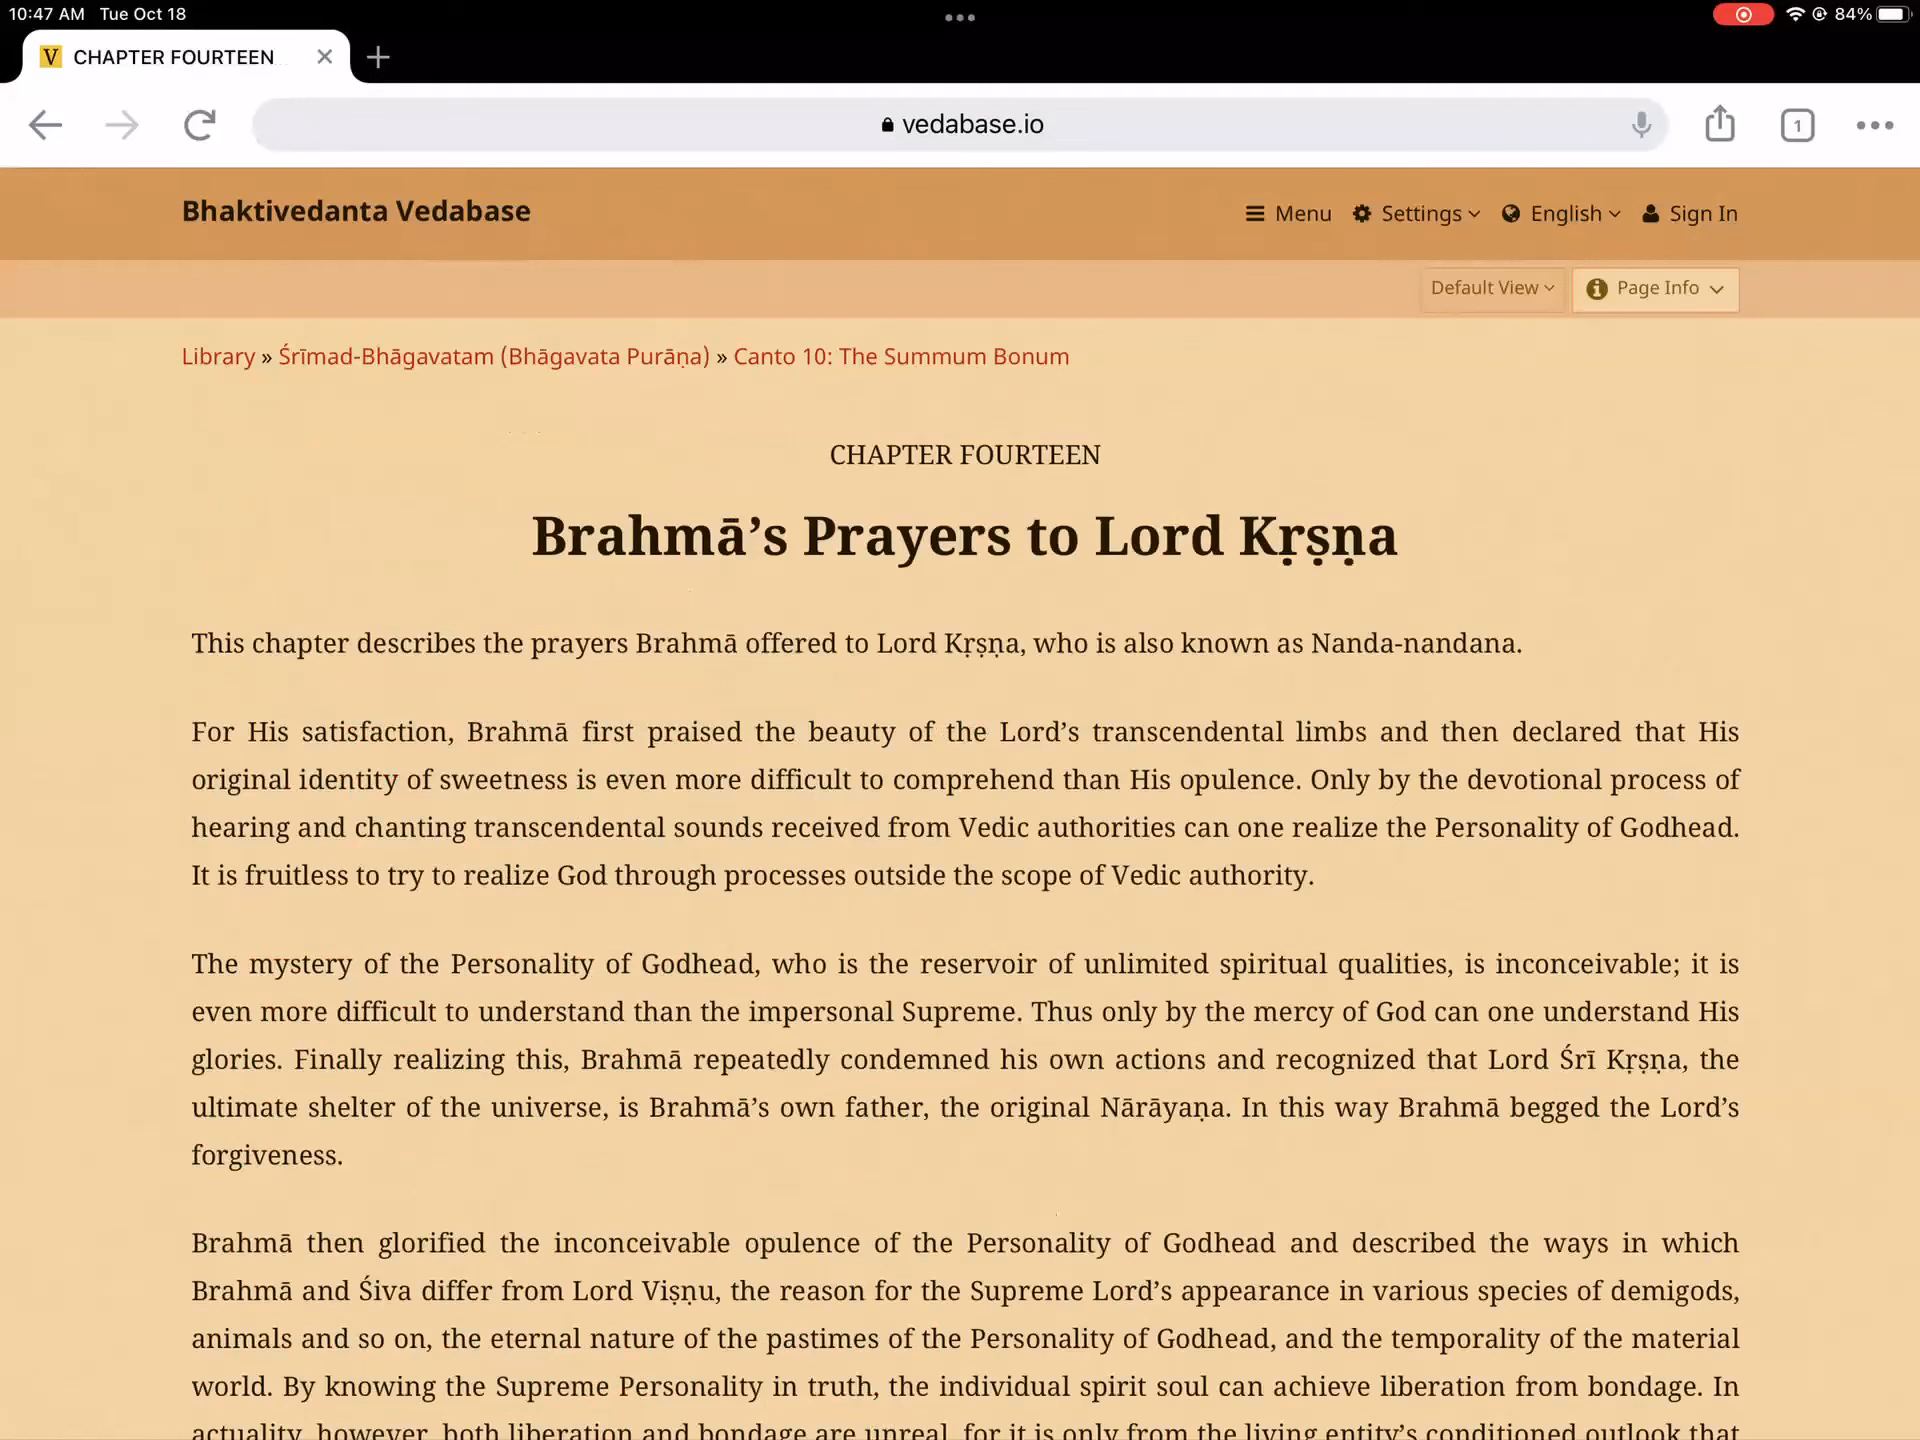 10:47 AM Tue Oct 18
84%
CHAPTER FOURTEEN
vedabase.io
1
Bhaktivedanta Vedabase
Menu Settings English Sign In
Default View Page Info
Library » Śrīmad-Bhāgavatam (Bhāgavata Purāṇa) » Canto 10: The Summum Bonum
CHAPTER FOURTEEN
Brahmā’s Prayers to Lord Kṛṣṇa
This chapter describes the prayers Brahmā offered to Lord Kṛṣṇa, who is also known as Nanda-nandana.
For His satisfaction, Brahmā first praised the beauty of the Lord’s transcendental limbs and then declared that His
original identity of sweetness is even more difficult to comprehend than His opulence. Only by the devotional process of
hearing and chanting transcendental sounds received from Vedic authorities can one realize the Personality of Godhead.
It is fruitless to try to realize God through processes outside the scope of Vedic authority.
The mystery of the Personality of Godhead, who is the reservoir of unlimited spiritual qualities, is inconceivable; it is
even more difficult to understand than the impersonal Supreme. Thus only by the mercy of God can one understand His
glories. Finally realizing this, Brahmā repeatedly condemned his own actions and recognized that Lord Śrī Kṛṣṇa, the
ultimate shelter of the universe, is Brahmā’s own father, the original Nārāyaṇa. In this way Brahmā begged the Lord’s
forgiveness.
Brahmā then glorified the inconceivable opulence of the Personality of Godhead and described the ways in which
Brahmā and Śiva differ from Lord Viṣṇu, the reason for the Supreme Lord’s appearance in various species of demigods,
animals and so on, the eternal nature of the pastimes of the Personality of Godhead, and the temporality of the material
world. By knowing the Supreme Personality in truth, the individual spirit soul can achieve liberation from bondage. In
actuality, however, both liberation and bondage are unreal, for it is only from the living entity’s conditioned outlook that